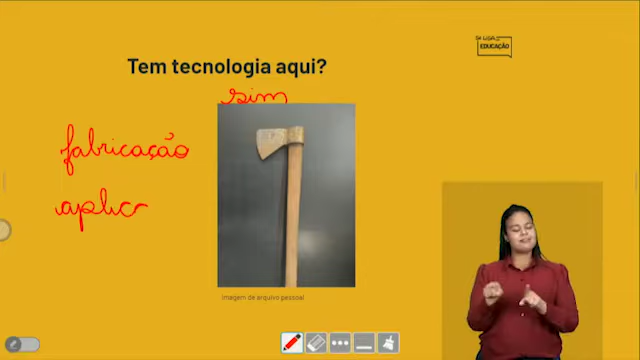 EDUCAÇÃO
Tem tecnologia aqui?
sim
fabricação
aplic
Imagem de arquivo pessoal